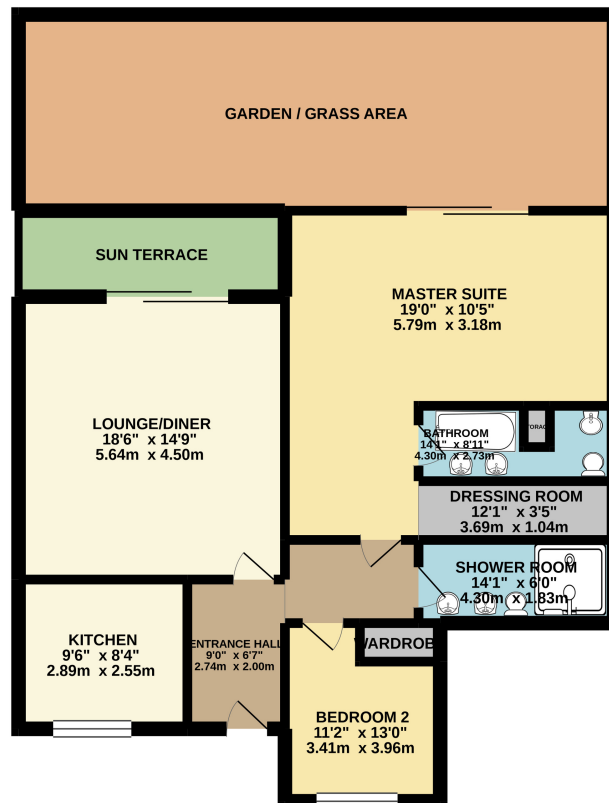 GARDEN / GRASS AREA
SUN TERRACE
MASTER SUITE
19'0" x 10'5"
5.79m x 3.18m
LOUNGE/DINER
18'6" x 14'9"
5.64m x 4.50m
BATHROOM
14'1" x 8'11"
4.30m x 2.73m
DRESSING ROOM
12'1" x 3'5"
3.69m x 1.04m
SHOWER ROOM
14'1" x 6'0"
4.30m x 1.83m
KITCHEN
9'6" x 8'4"
2.89m x 2.55m
ENTRANCE HALL
9'0" x 6'7"
2.74m x 2.00m
WARDROB
BEDROOM 2
11'2" x 13'0"
3.41m x 3.96m